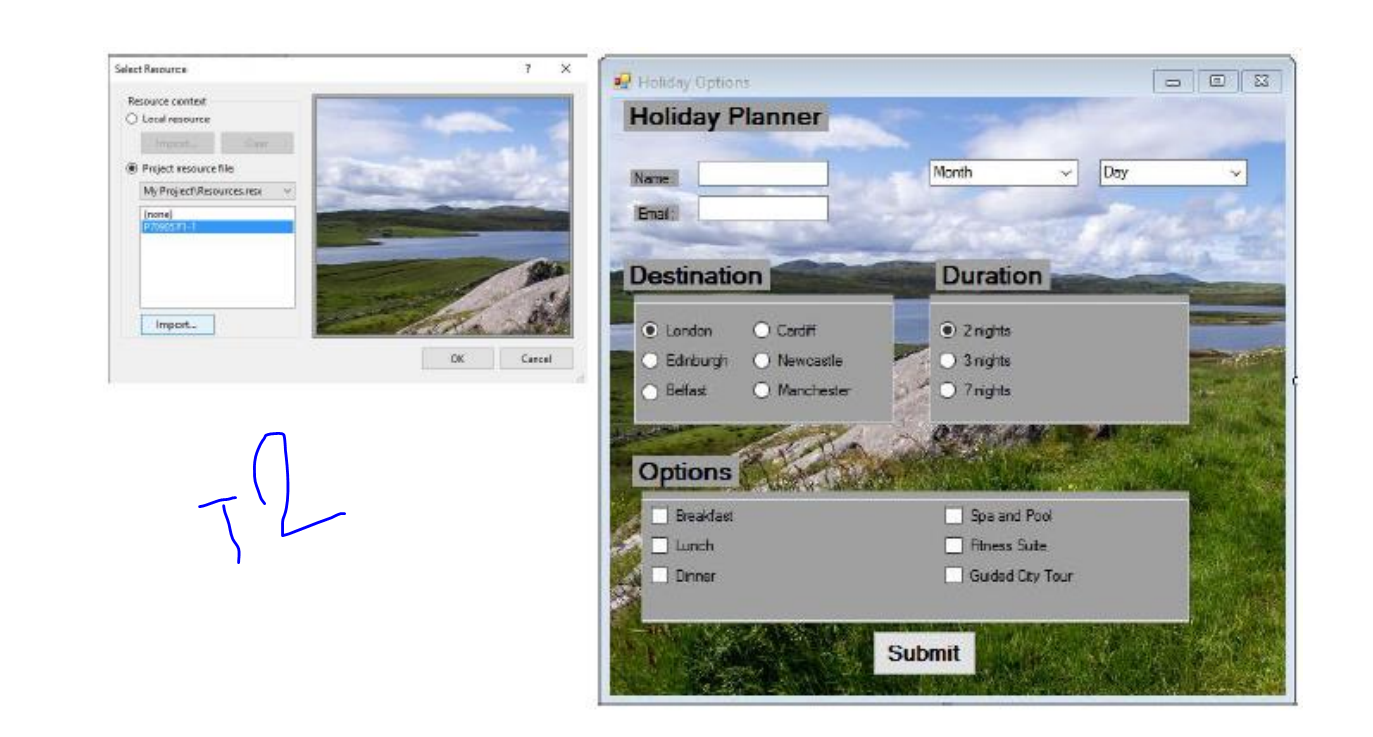 Select Resource
Resource context
Local resource
Import...
Clear
Project resource file:
My Project\Resources.resx
(none)
Import...
OK
Cancel
T2
Holiday Options
Holiday Planner
Name:
Month
Day
Email:
Destination
Duration
London
Cardiff
2 nights
Edinburgh
Newcastle
3 nights
Belfast
Manchester
7 nights
Options
Breakfast
Spa and Pool
Lunch
Fitness Suite
Dinner
Guided City Tour
Submit